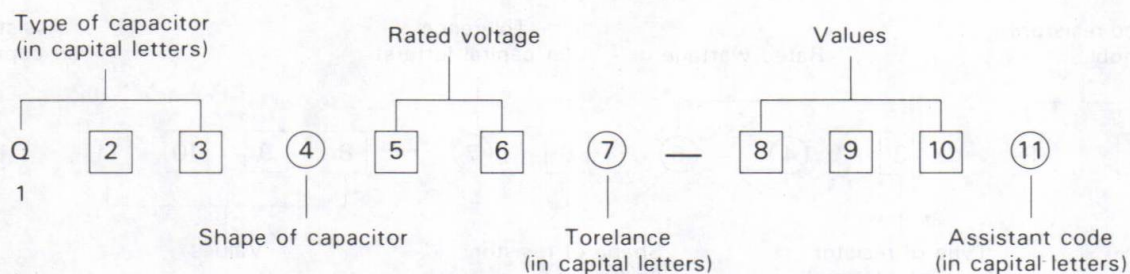 Type of capacitor
(in capital letters)
Rated voltage
Values
Q 2 3 4 5 6 7 — 8 9 10 11
1
Shape of capacitor
Torelance
(in capital letters)
Assistant code
(in capital letters)